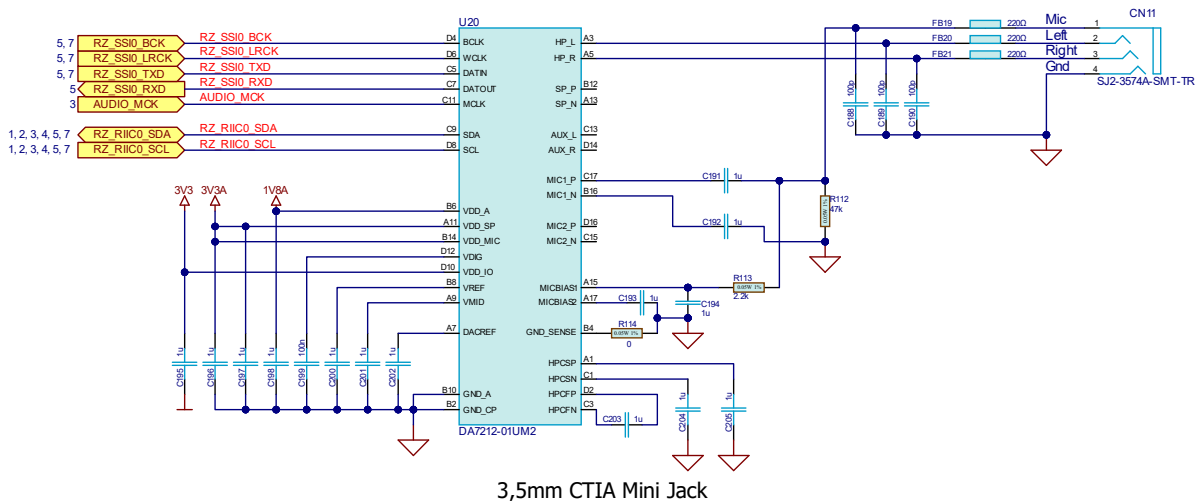 U20
5, 7 RZ_SSI0_BCK RZ_SSI0_BCK D4 BCLK HP_L A3
5, 7 RZ_SSI0_LRCK RZ_SSI0_LRCK D6 WCLK HP_R A5
5, 7 RZ_SSI0_TXD RZ_SSI0_TXD C5 DATIN
5 RZ_SSI0_RXD RZ_SSI0_RXD C7 DATOUT SP_P B12
3 AUDIO_MCK AUDIO_MCK C11 MCLK SP_N A13
1, 2, 3, 4, 5, 7 RZ_RIIC0_SDA RZ_RIIC0_SDA C9 SDA AUX_L C13
1, 2, 3, 4, 5, 7 RZ_RIIC0_SCL RZ_RIIC0_SCL D8 SCL AUX_R D14
FB19 220Ω Mic 1 CN11
FB20 220Ω Left 2
FB21 220Ω Right 3
Gnd 4
SJ2-3574A-SMT-TR
C188 100p
C189 100p
C190 100p
MIC1_P C17 C191 1u
MIC1_N B16
R112
0.05W 1%
47k
C192 1u
MIC2_P D16
MIC2_N C15
3V3 3V3A 1V8A
B6 VDD_A
A11 VDD_SP
B14 VDD_MIC
D12 VDIG
D10 VDD_IO
B8 VREF
A9 VMID
A7 DACREF
B10 GND_A
B2 GND_CP
MICBIAS1 A15
R113
0.05W 1%
2.2k
MICBIAS2 A17 C193 1u
C194
1u
GND_SENSE B4
R114
0.05W 1%
0
HPCSP A1
HPCSN C1
HPCFP D2
HPCFN C3
C203 1u
C204 1u
C205 1u
C195 1u
C196 1u
C197 1u
C198 1u
C199 100n
C200 1u
C201 1u
C202 1u
DA7212-01UM2
3,5mm CTIA Mini Jack